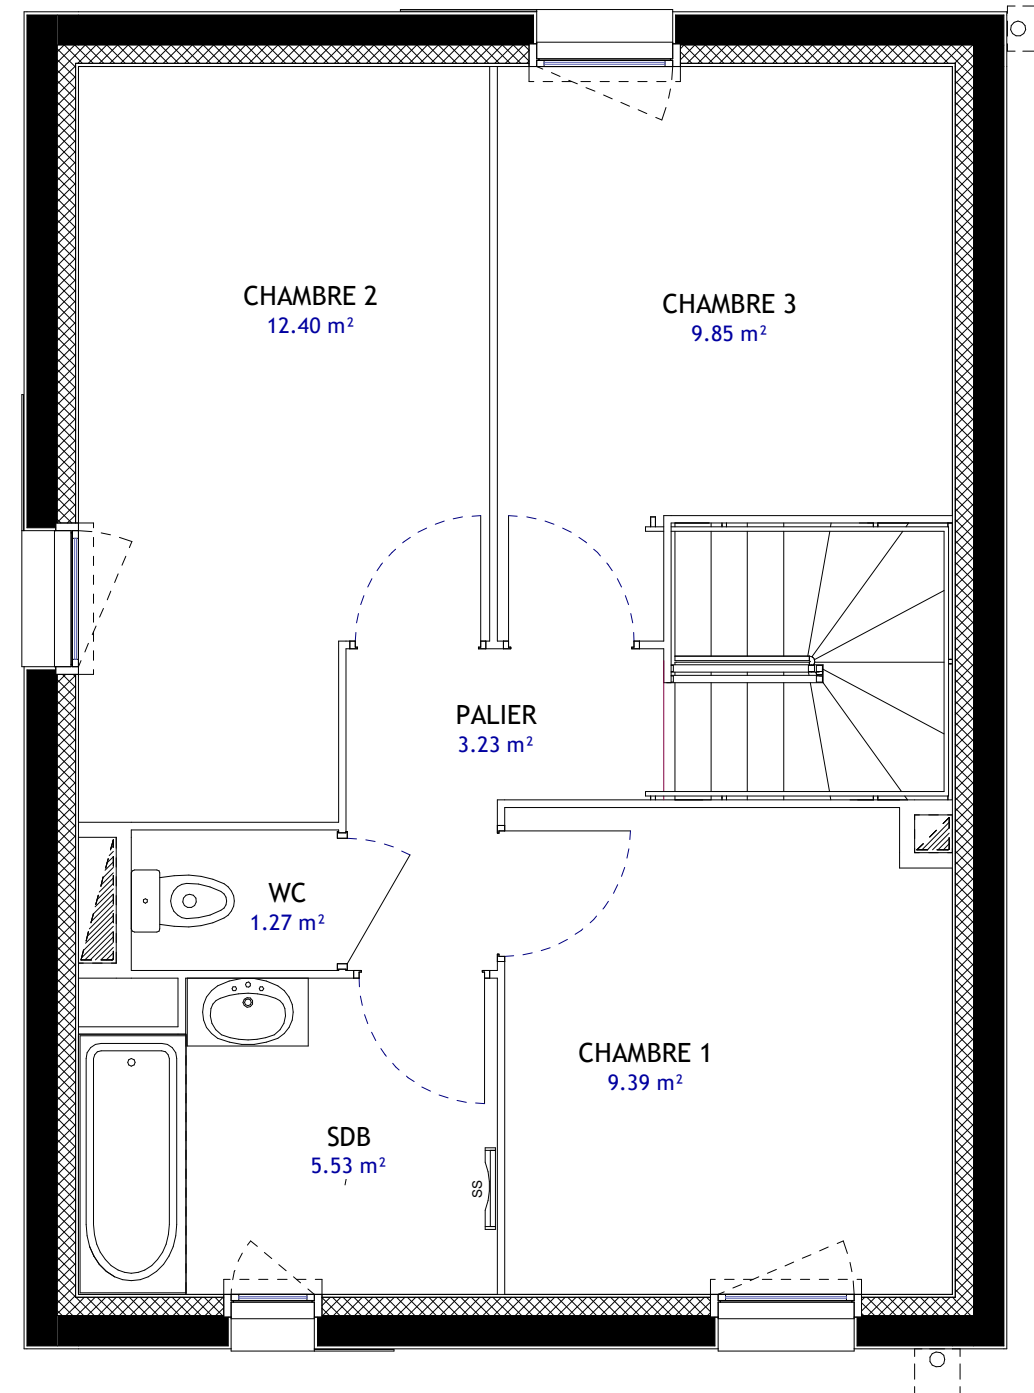 CHAMBRE 2
12.40 m²
CHAMBRE 3
9.85 m²
PALIER
3.23 m²
WC
1.27 m²
CHAMBRE 1
9.39 m²
SDB
5.53 m²
SS